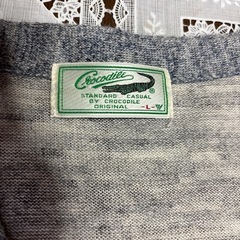 Crocodile
®
STANDARD CASUAL
BY CROCODILE
ORIGINAL -L-